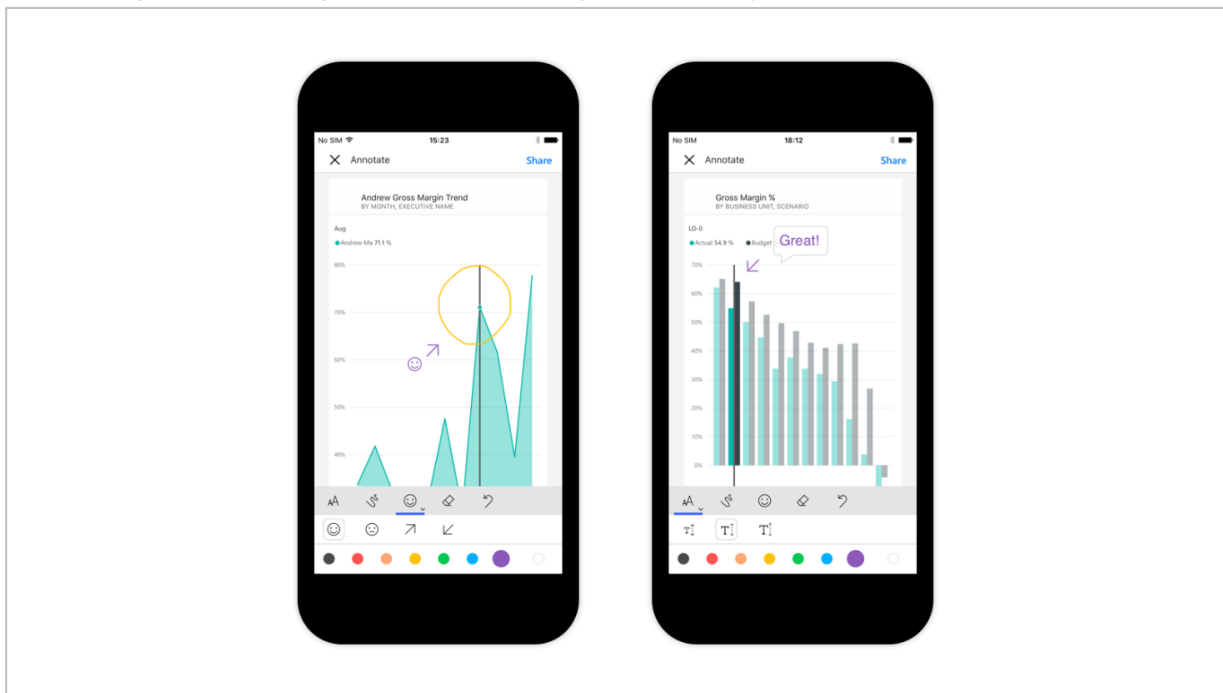 No SIM 15:23
Annotate Share
Andrew Gross Margin Trend
BY MONTH, EXECUTIVE NAME
Aug
Andrew Ma 71.1 %
80%
70%
60%
50%
40%
AA
T T T
No SIM 18:12
Annotate Share
Gross Margin %
BY BUSINESS UNIT, SCENARIO
LO-0
Actual 54.9 % Budget
Great!
70%
60%
50%
40%
30%
20%
10%
0%
AA
T T T